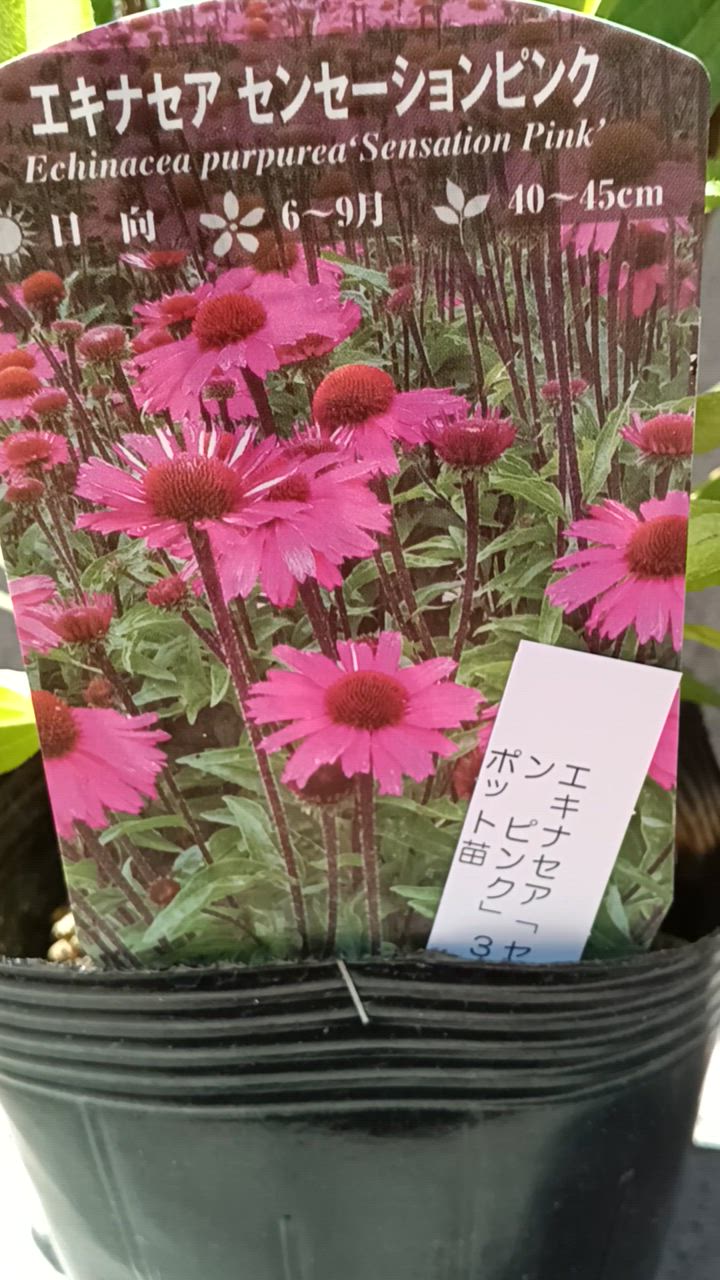 エキナセア センセーションピンク
Echinacea purpurea‘Sensation Pink’
日 向 6～9月 40～45cm
エキナセア「セ
ン ピンク」3
ポット苗